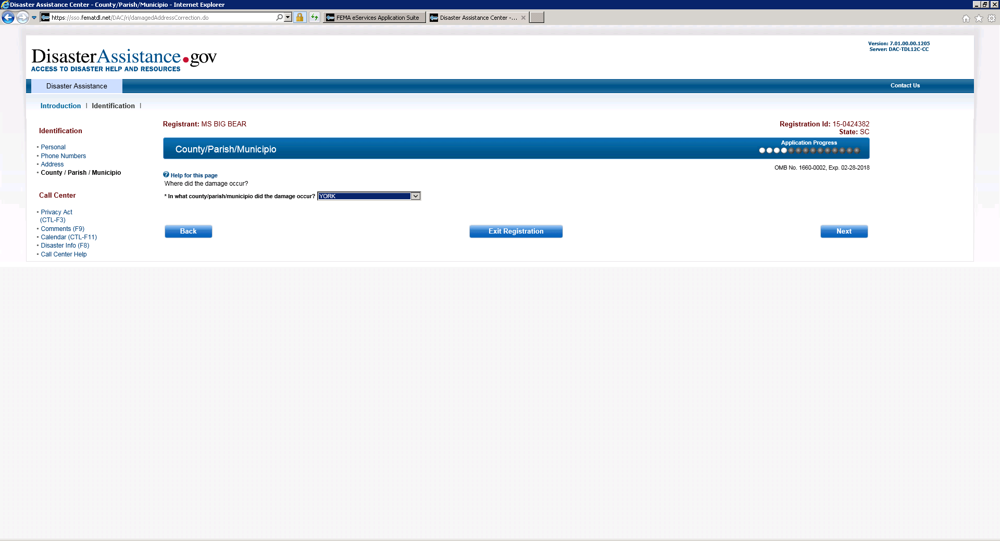 Disaster Assistance Center - County/Parish/Municipio - Internet Explorer
https://sso.fematdl.net/DAC/ri/damagedAddressCorrection.do
FEMA eServices Application Suite
Disaster Assistance Center -...
Version: 7.01.00.00.1205
Server: DAC-TDL12C-CC
DisasterAssistance.gov
ACCESS TO DISASTER HELP AND RESOURCES
Disaster Assistance
Contact Us
Introduction | Identification |
Identification
• Personal
• Phone Numbers
• Address
• County / Parish / Municipio
Call Center
• Privacy Act
(CTL-F3)
• Comments (F9)
• Calendar (CTL-F11)
• Disaster Info (F8)
• Call Center Help
Registrant: MS BIG BEAR
Registration Id: 15-0424382
State: SC
County/Parish/Municipio
Application Progress
OMB No. 1660-0002, Exp. 02-28-2018
? Help for this page
Where did the damage occur?
* In what county/parish/municipio did the damage occur? YORK
Back
Exit Registration
Next